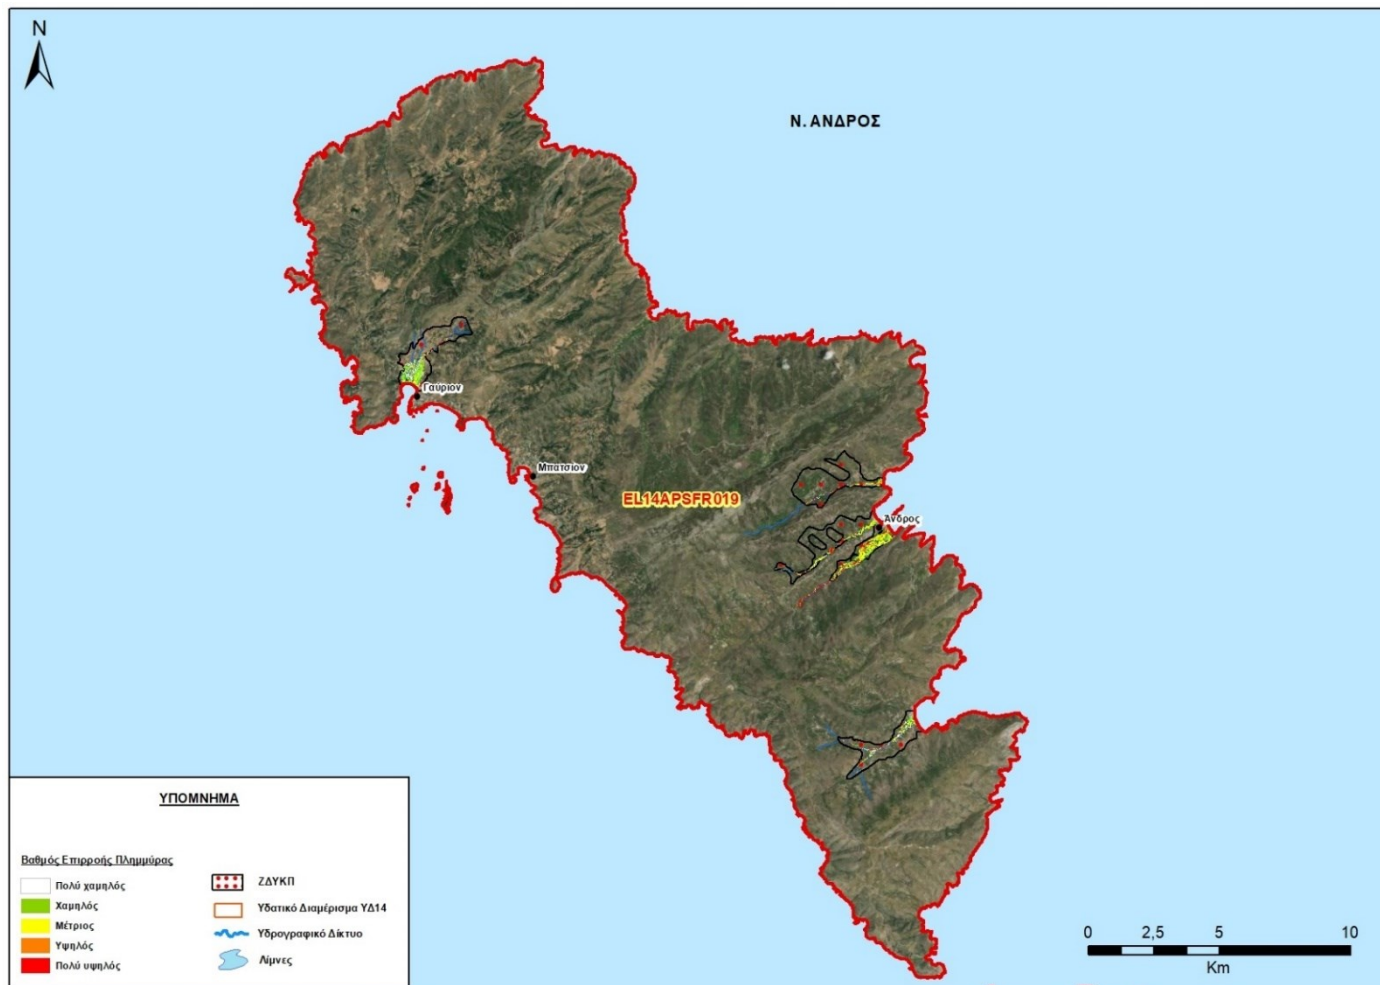 N
Ν. ΑΝΔΡΟΣ
Γαύριον
Μπατσίον
EL14APSFR019
Άνδρος
ΥΠΟΜΝΗΜΑ
Βαθμός Επιρροής Πλημμύρας
Πολύ χαμηλός
Χαμηλός
Μέτριος
Υψηλός
Πολύ υψηλός
ΖΔΥΚΠ
Υδατικό Διαμέρισμα ΥΔ14
Υδρογραφικό Δίκτυο
Λίμνες
0 2,5 5 10
Km